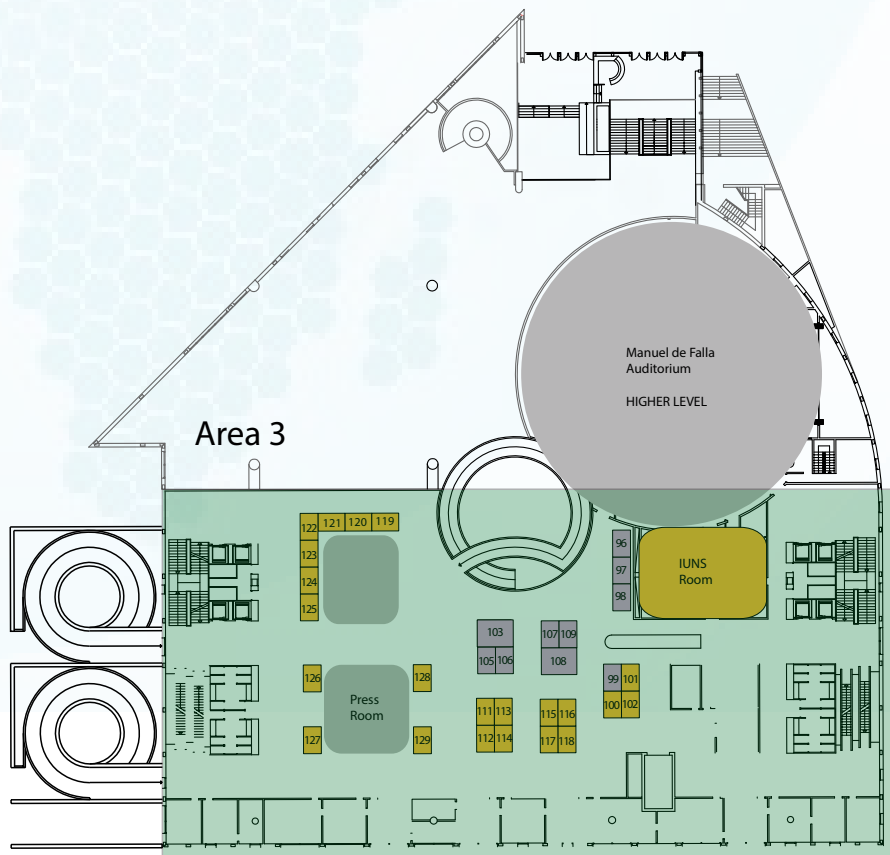 Manuel de Falla
Auditorium
HIGHER LEVEL
Area 3
122 121 120 119
123
124
125
96
97
98
IUNS
Room
103
105 106
107 109
108
126
128
Press
Room
127
129
99 101
100 102
111 113
112 114
115 116
117 118